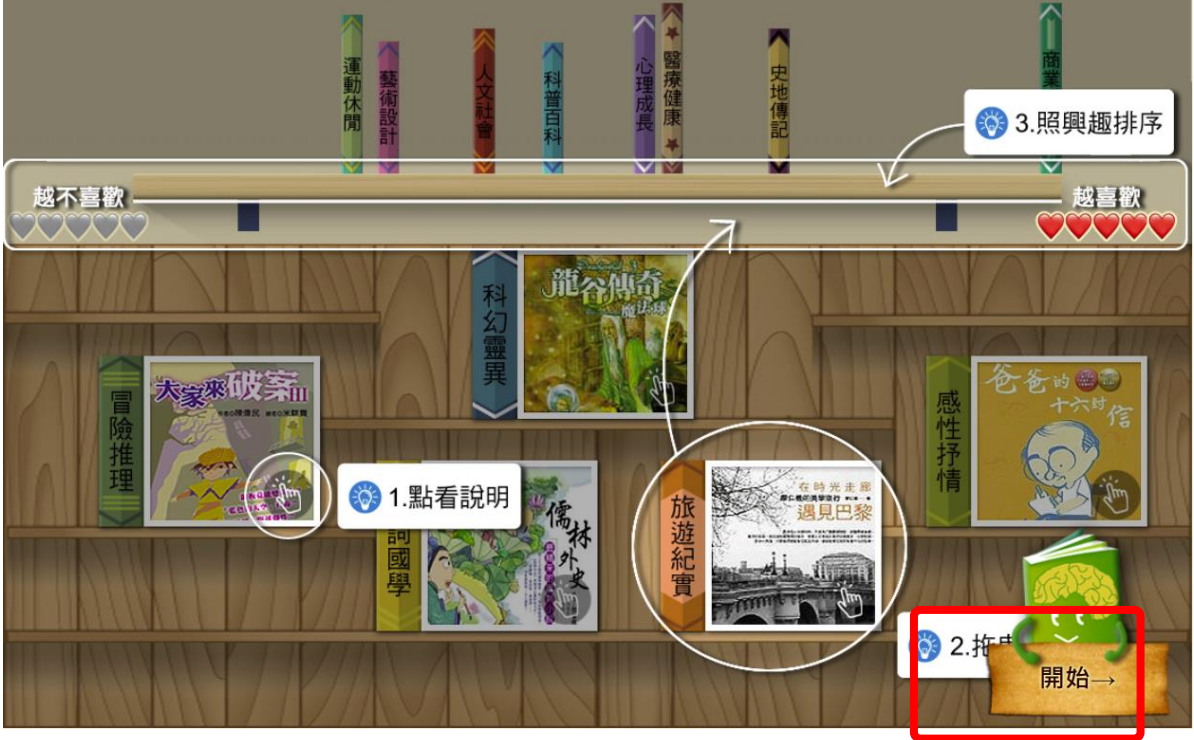 運動休閒
藝術設計
人文社會
科普百科
心理成長
醫療健康
史地傳記
商業
3.照興趣排序
越不喜歡
越喜歡
科幻靈異
龍谷傳奇
魔法球
冒險推理
大家來破案III
感性抒情
爸爸的
十六封
信
1.點看說明
詞國學
儒林外史
旅遊紀實
在時光走廊
遇見巴黎
2.拖
開始→